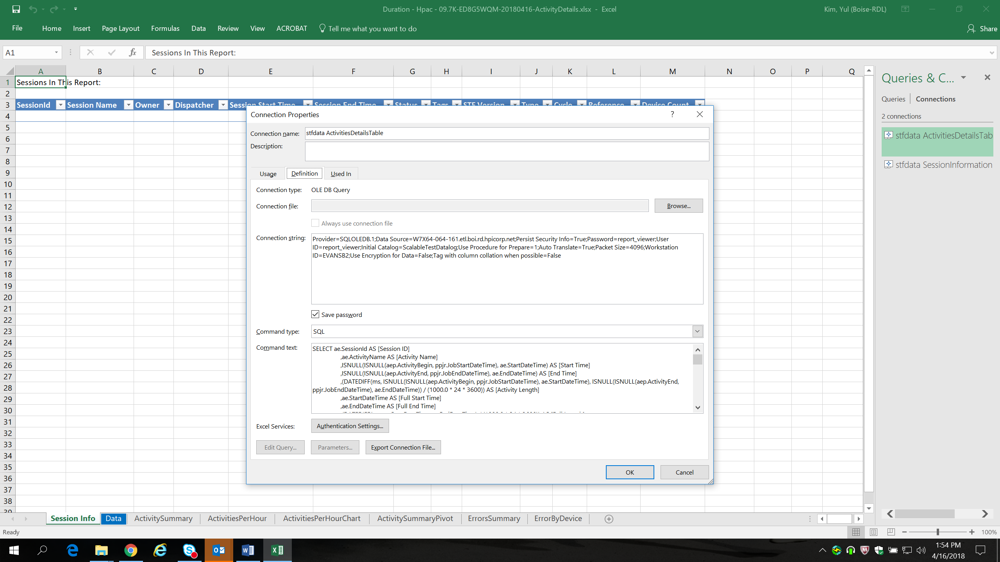 Duration - Hpac - 09.7K-ED8G5WQM-20180416-ActivityDetails.xlsx - Excel
Kim, Yul (Boise-RDL)
File Home Insert Page Layout Formulas Data Review View ACROBAT Tell me what you want to do
Share
A1
fx
Sessions In This Report:
A B C D E F G H I J K L M N O P Q
1 Sessions In This Report:
2
3 SessionId Session Name Owner Dispatcher Session Start Time Session End Time Status Tags STF Version Type Cycle Reference Device Count
4
5
6
7
8
9
10
11
12
13
14
15
16
17
18
19
20
21
22
23
24
25
26
27
28
29
30
31
32
33
34
35
36
37
38
39
Connection Properties
?
Connection name: stfdata ActivitiesDetailsTable
Description:
Usage Definition Used In
Connection type: OLE DB Query
Connection file:
Browse...
Always use connection file
Connection string: Provider=SQLOLEDB.1;Data Source=W7X64-064-161.etl.boi.rd.hpicorp.net;Persist Security Info=True;Password=report_viewer;User
ID=report_viewer;Initial Catalog=ScalableTestDatalog;Use Procedure for Prepare=1;Auto Translate=True;Packet Size=4096;Workstation
ID=EVANSB2;Use Encryption for Data=False;Tag with column collation when possible=False
Save password
Command type: SQL
Command text: SELECT ae.SessionId AS [Session ID]
,ae.ActivityName AS [Activity Name]
,ISNULL(ISNULL(aep.ActivityBegin, ppjr.JobStartDateTime), ae.StartDateTime) AS [Start Time]
,ISNULL(ISNULL(aep.ActivityEnd, ppjr.JobEndDateTime), ae.EndDateTime) AS [End Time]
,(DATEDIFF(ms, ISNULL(ISNULL(aep.ActivityBegin, ppjr.JobStartDateTime), ae.StartDateTime), ISNULL(ISNULL(aep.ActivityEnd,
ppjr.JobEndDateTime), ae.EndDateTime)) / (1000.0 * 24 * 3600)) AS [Activity Length]
,ae.StartDateTime AS [Full Start Time]
,ae.EndDateTime AS [Full End Time]
Excel Services: Authentication Settings...
Edit Query... Parameters... Export Connection File...
OK Cancel
Queries & C...
Queries Connections
2 connections
stfdata ActivitiesDetailsTab
stfdata SessionInformation
Session Info Data ActivitySummary ActivitiesPerHour ActivitiesPerHourChart ActivitySummaryPivot ErrorsSummary ErrorByDevice
Ready
100%
1:54 PM
4/16/2018